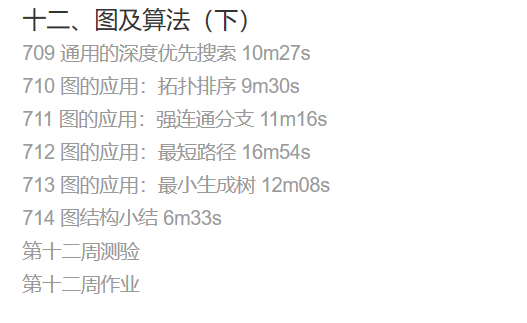 十二、图及算法（下）
709 通用的深度优先搜索 10m27s
710 图的应用：拓扑排序 9m30s
711 图的应用：强连通分支 11m16s
712 图的应用：最短路径 16m54s
713 图的应用：最小生成树 12m08s
714 图结构小结 6m33s
第十二周测验
第十二周作业